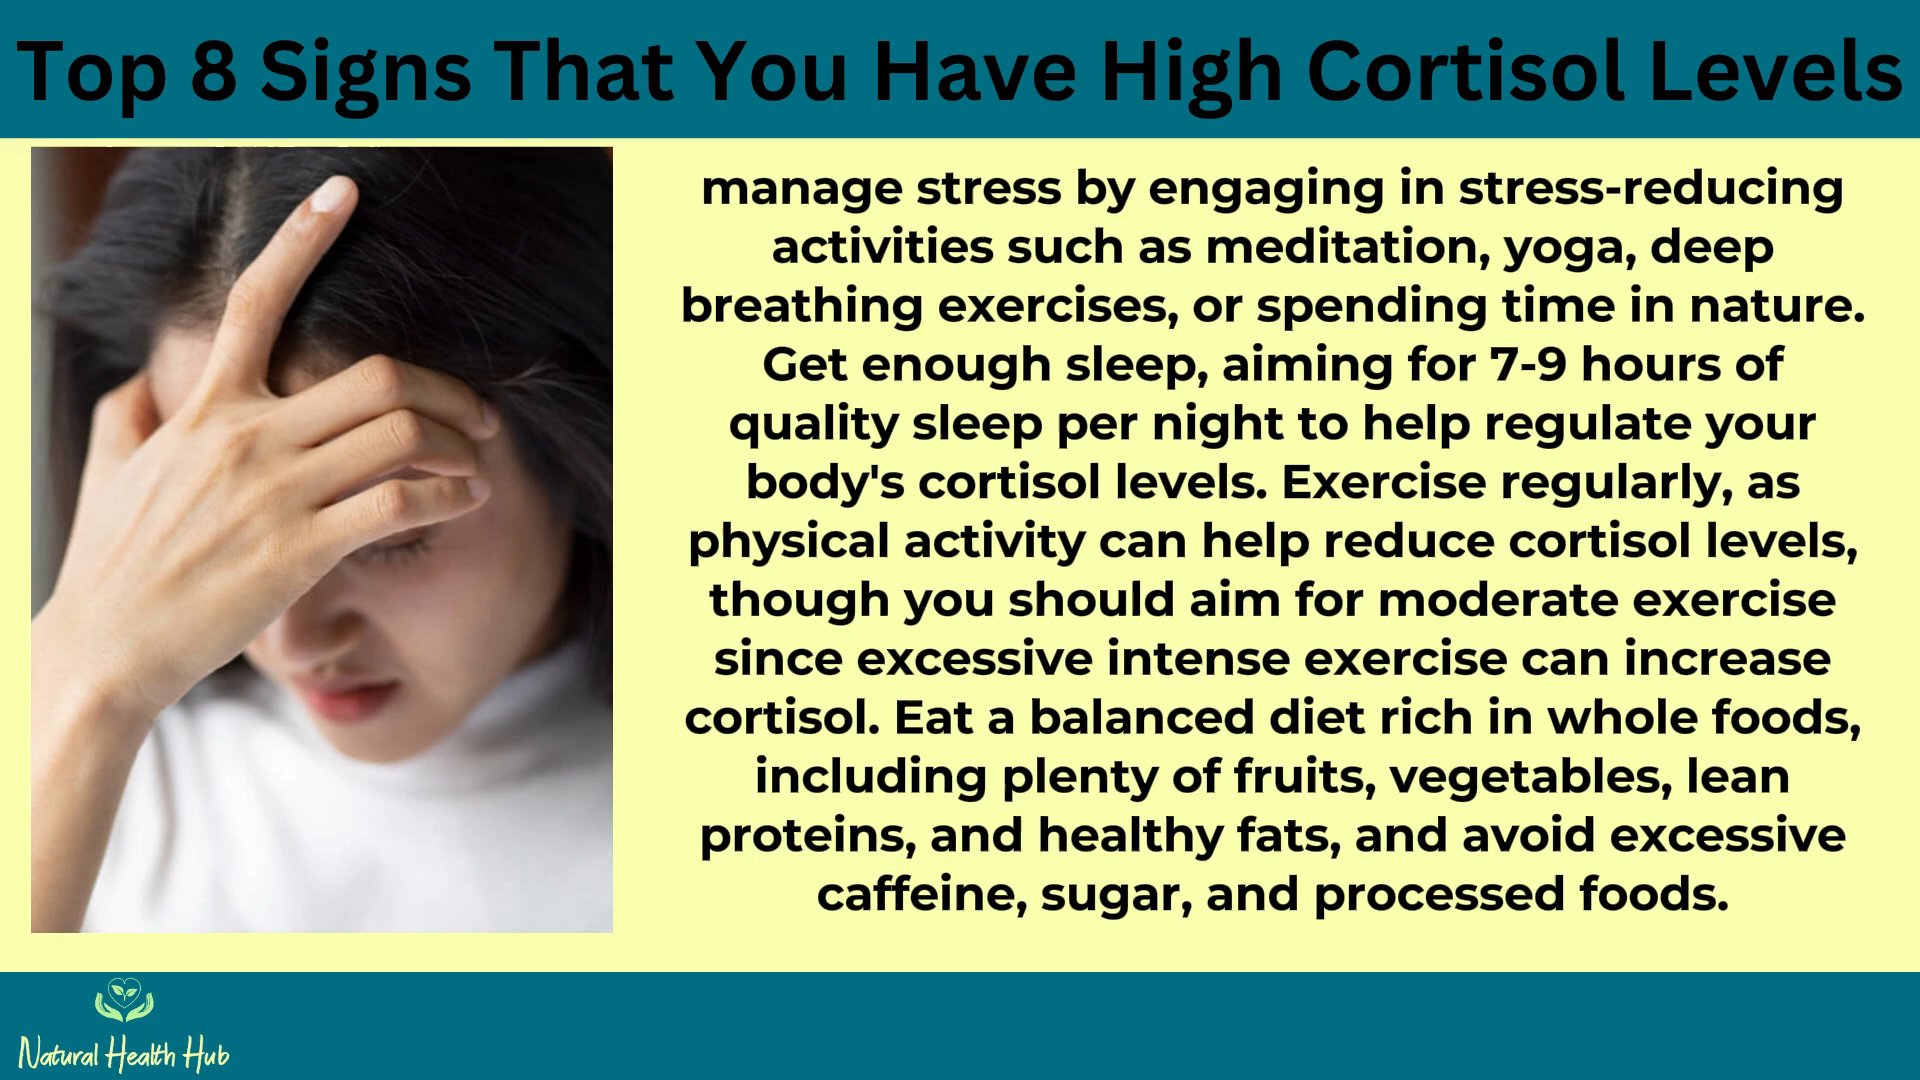 Top 8 Signs That You Have High Cortisol Levels
manage stress by engaging in stress-reducing
activities such as meditation, yoga, deep
breathing exercises, or spending time in nature.
Get enough sleep, aiming for 7-9 hours of
quality sleep per night to help regulate your
body's cortisol levels. Exercise regularly, as
physical activity can help reduce cortisol levels,
though you should aim for moderate exercise
since excessive intense exercise can increase
cortisol. Eat a balanced diet rich in whole foods,
including plenty of fruits, vegetables, lean
proteins, and healthy fats, and avoid excessive
caffeine, sugar, and processed foods.
Natural Health Hub